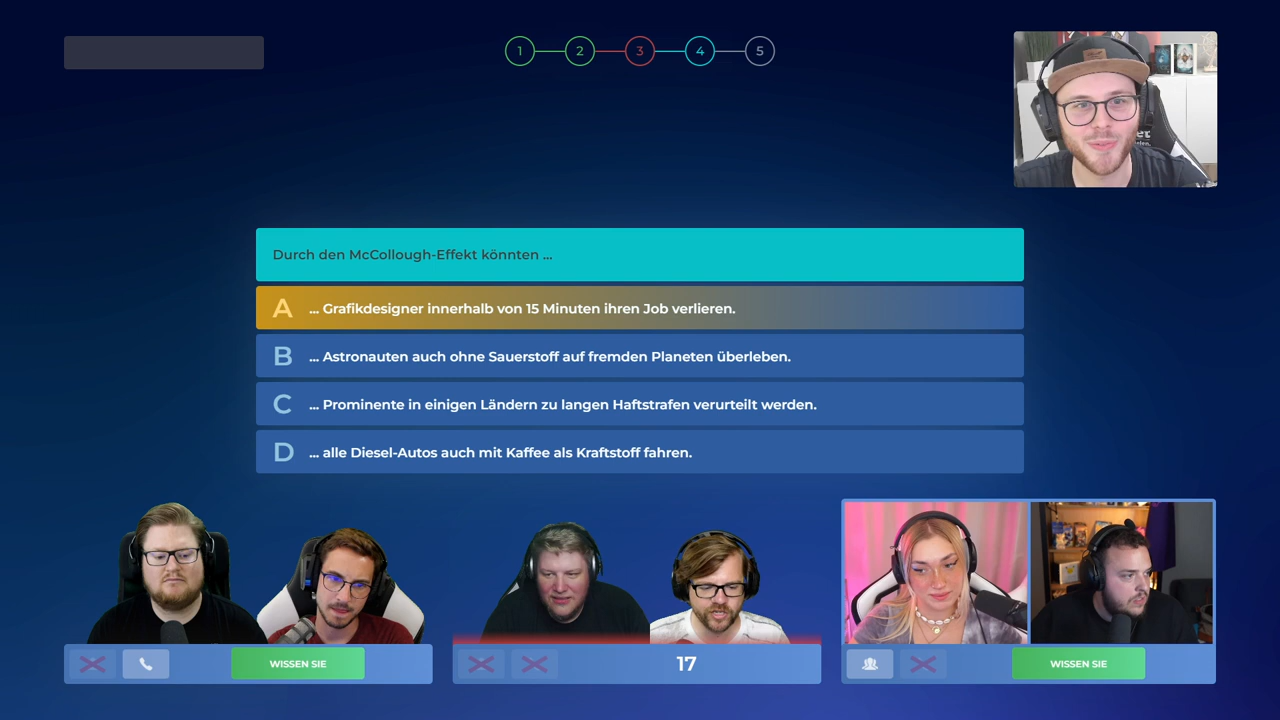 1 2 3 4 5
Durch den McCollough-Effekt könnten ...
A ... Grafikdesigner innerhalb von 15 Minuten ihren Job verlieren.
B ... Astronauten auch ohne Sauerstoff auf fremden Planeten überleben.
C ... Prominente in einigen Ländern zu langen Haftstrafen verurteilt werden.
D ... alle Diesel-Autos auch mit Kaffee als Kraftstoff fahren.
WISSEN SIE
17
WISSEN SIE